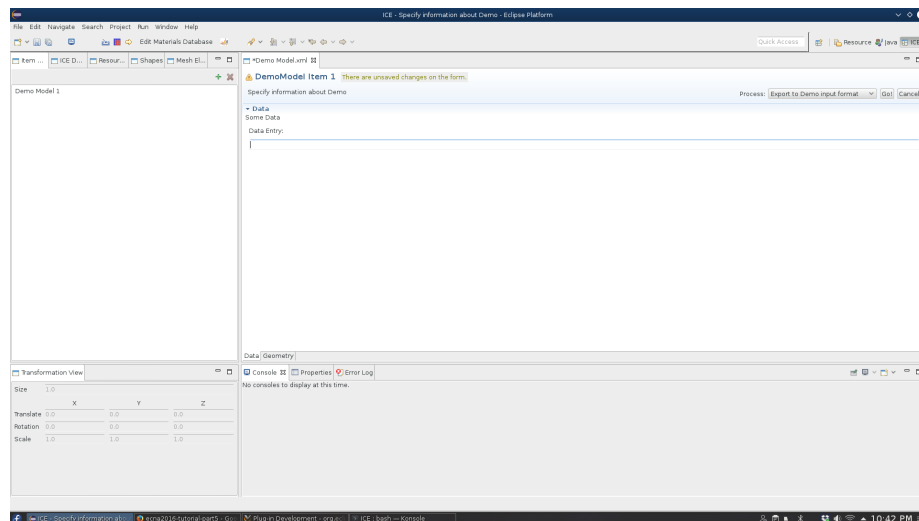 ICE - Specify information about Demo - Eclipse Platform
File Edit Navigate Search Project Run Window Help
Edit Materials Database
Quick Access
Resource
Java
ICE
Item ...
ICE D...
Resour...
Shapes
Mesh El...
*Demo Model.xml
Demo Model 1
DemoModel Item 1
There are unsaved changes on the form.
Specify information about Demo
Process: Export to Demo input format
Go!
Cancel
Data
Some Data
Data Entry:
Data
Geometry
Transformation View
Size 1.0
X Y Z
Translate 0.0 0.0 0.0
Rotation 0.0 0.0 0.0
Scale 1.0 1.0 1.0
Console
Properties
Error Log
No consoles to display at this time.
ICE - Specify information abo
ecna2016-tutorial-part5 - Go
Plug-in Development - org.ec
ICE : bash — Konsole
10:42 PM